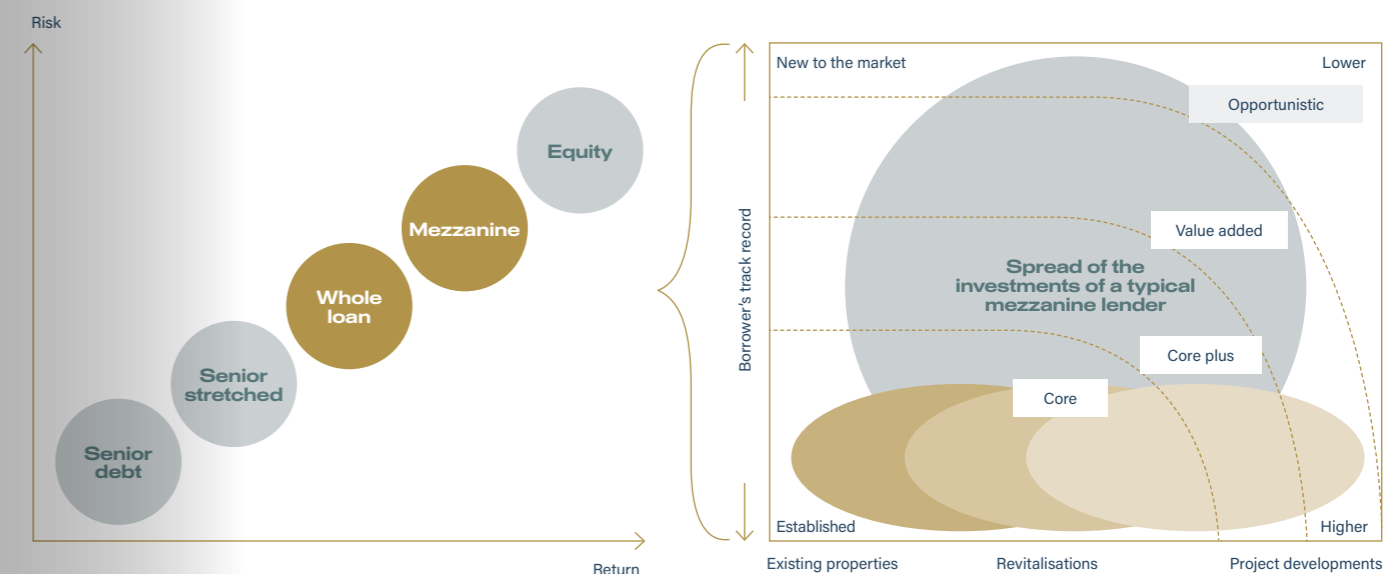 Risk
Equity
Mezzanine
Whole
loan
Senior
stretched
Senior
debt
Return
Borrower's track record
New to the market
Lower
Opportunistic
Value added
Spread of the
investments of a typical
mezzanine lender
Core plus
Core
Established
Higher
Existing properties
Revitalisations
Project developments